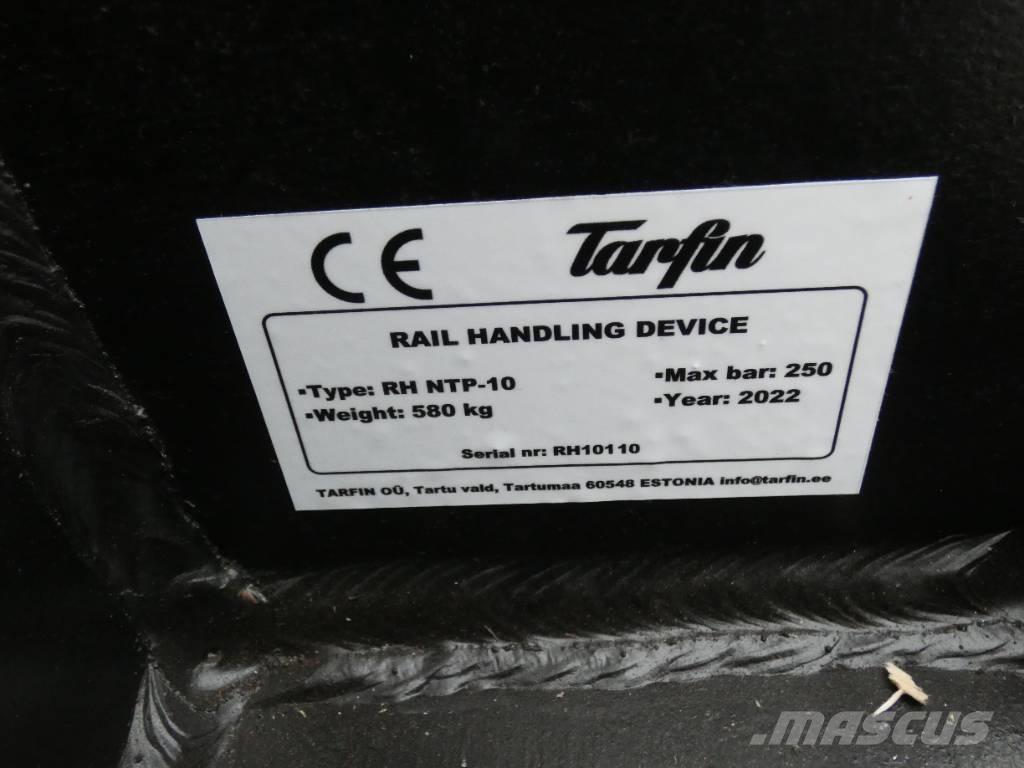 CE Tarfin
RAIL HANDLING DEVICE
▪Type: RH NTP-10 ▪Max bar: 250
▪Weight: 580 kg ▪Year: 2022
Serial nr: RH10110
TARFIN OÜ, Tartu vald, Tartumaa 60548 ESTONIA info@tarfin.ee
MASCUS